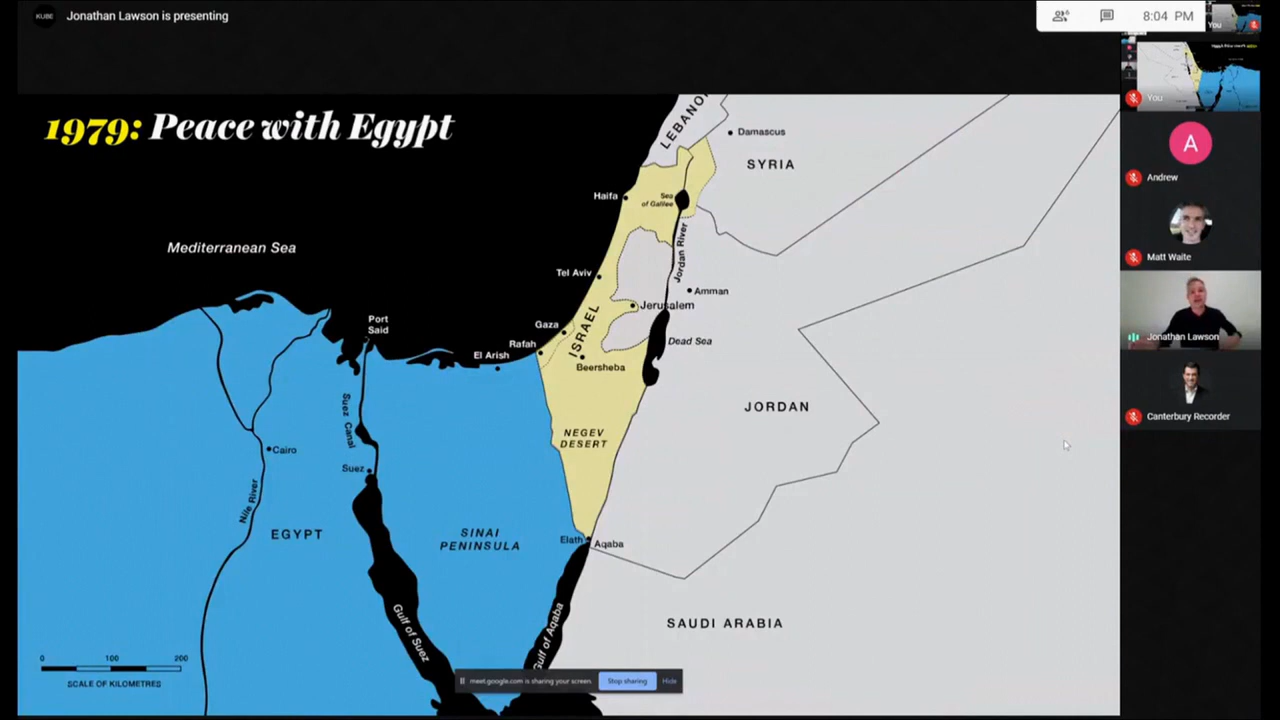 KUBE
Jonathan Lawson is presenting
6
8:04 PM
You
1979: Peace with Egypt
LEBANON
Damascus
SYRIA
Haifa
Sea
of Galilee
Mediterranean Sea
Jordan River
Tel Aviv
Amman
Jerusalem
Port
Said
Gaza
ISRAEL
Rafah
Dead Sea
El Arish
Beersheba
Suez Canal
JORDAN
NEGEV
DESERT
Cairo
Suez
Nile River
EGYPT
SINAI
PENINSULA
Elath
Aqaba
Gulf of Suez
Gulf of Aqaba
SAUDI ARABIA
0 100 200
SCALE OF KILOMETRES
meet.google.com is sharing your screen.
Stop sharing
Hide
You
A
Andrew
Matt Waite
Jonathan Lawson
Canterbury Recorder